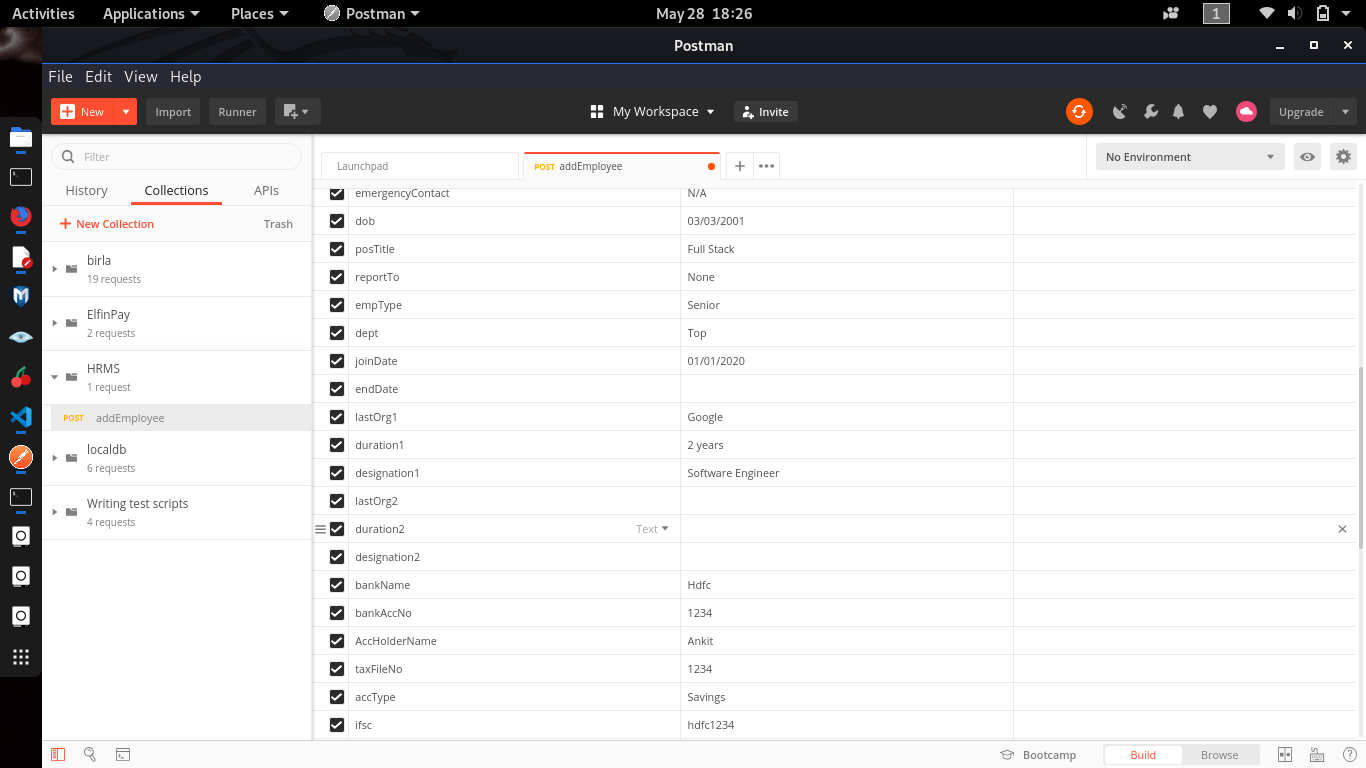 Activities Applications Places Postman May 28 18:26 1
Postman
File Edit View Help
New Import Runner My Workspace Invite Upgrade
Filter
History Collections APIs
+ New Collection Trash
birla
19 requests
ElfinPay
2 requests
HRMS
1 request
POST addEmployee
localdb
6 requests
Writing test scripts
4 requests
Launchpad POST addEmployee No Environment
emergencyContact N/A
dob 03/03/2001
posTitle Full Stack
reportTo None
empType Senior
dept Top
joinDate 01/01/2020
endDate
lastOrg1 Google
duration1 2 years
designation1 Software Engineer
lastOrg2
duration2 Text
designation2
bankName Hdfc
bankAccNo 1234
AccHolderName Ankit
taxFileNo 1234
accType Savings
ifsc hdfc1234
Bootcamp Build Browse